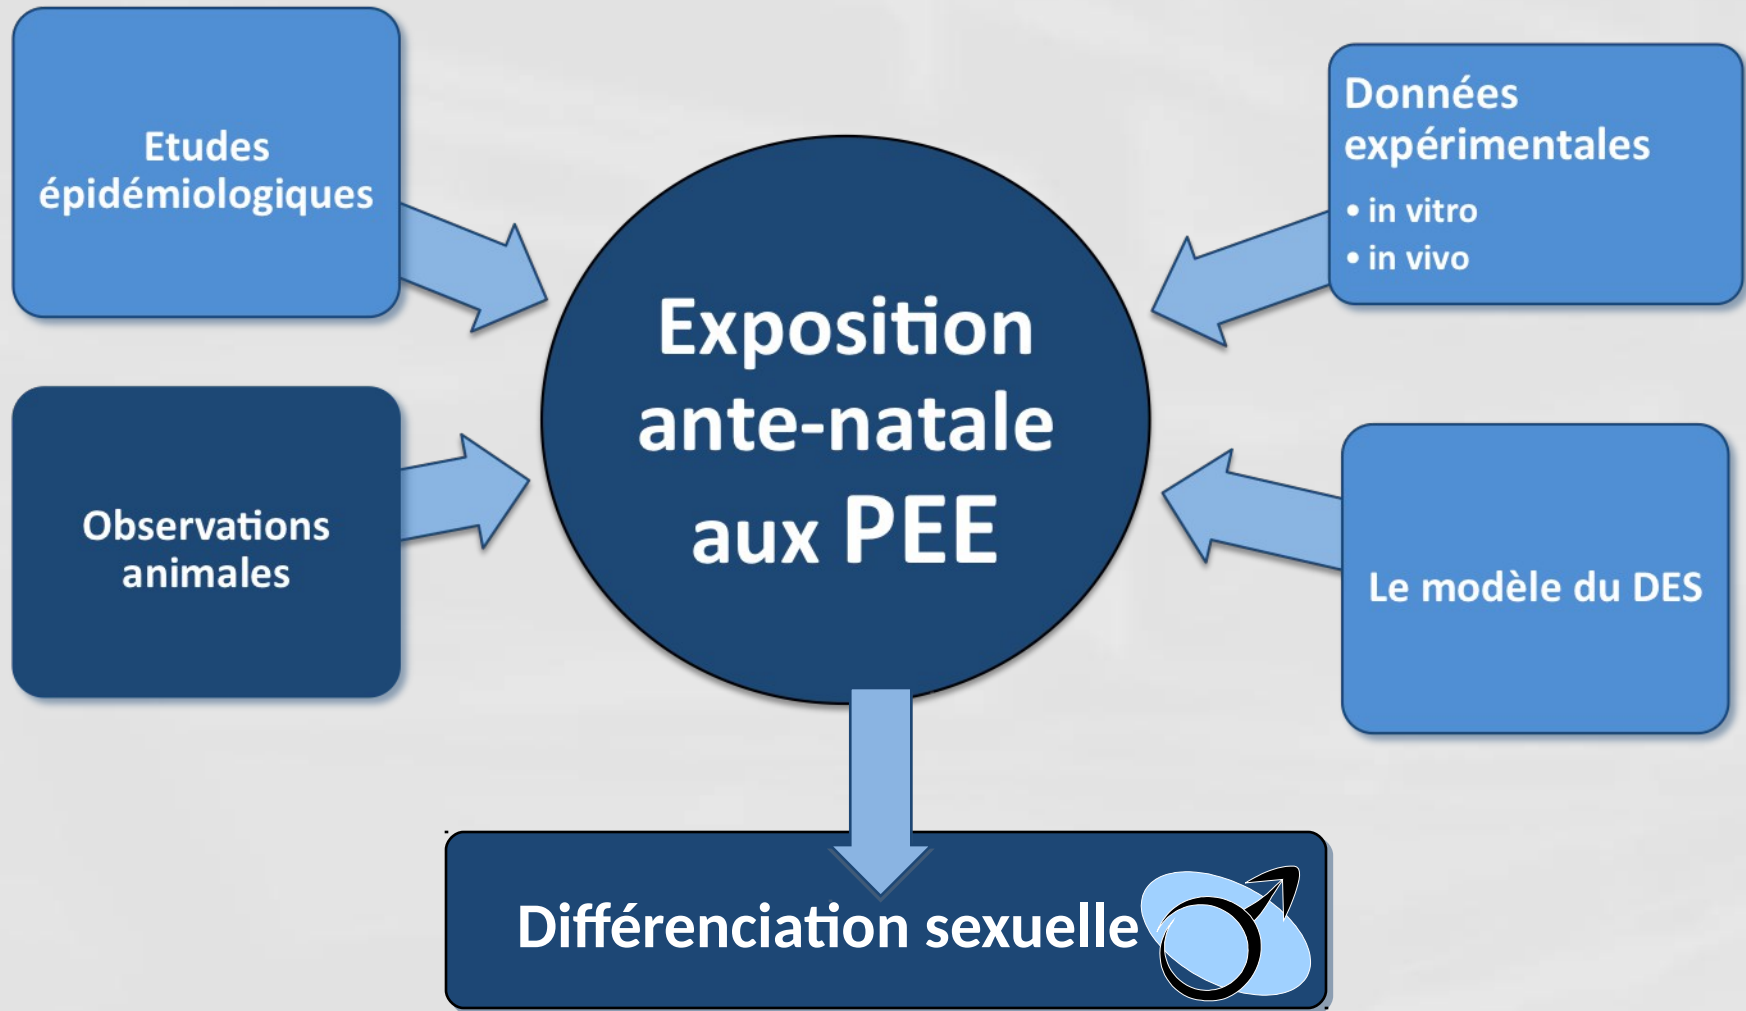 Etudes
épidémiologiques
Données
expérimentales
• in vitro
• in vivo
Exposition
ante-natale
aux PEE
Observations
animales
Le modèle du DES
Différenciation sexuelle